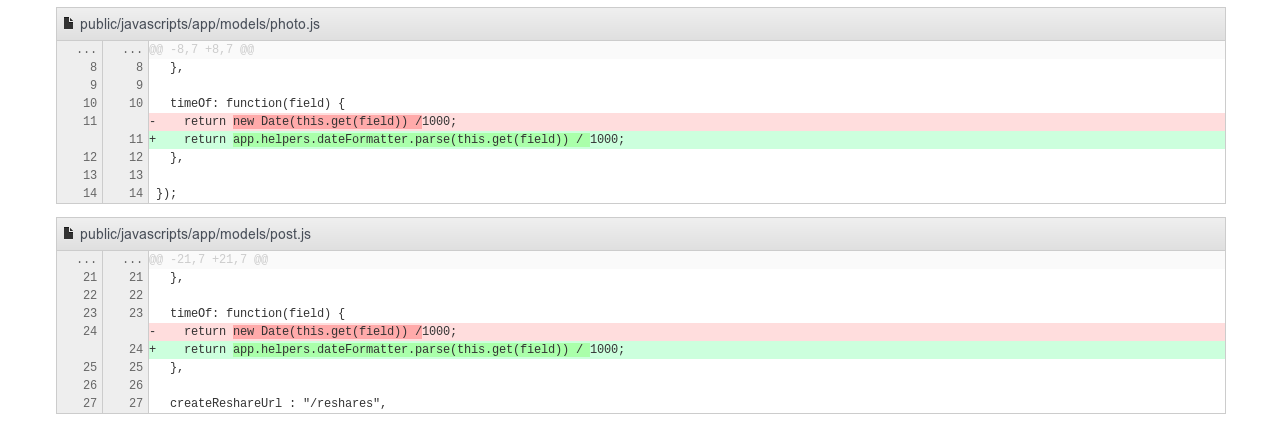 public/javascripts/app/models/photo.js
... ... @@ -8,7 +8,7 @@
8 8   },
9 9
10 10   timeOf: function(field) {
11 -    return new Date(this.get(field)) /1000;
11 +    return app.helpers.dateFormatter.parse(this.get(field)) / 1000;
12 12   },
13 13
14 14 });
public/javascripts/app/models/post.js
... ... @@ -21,7 +21,7 @@
21 21   },
22 22
23 23   timeOf: function(field) {
24 -    return new Date(this.get(field)) /1000;
24 +    return app.helpers.dateFormatter.parse(this.get(field)) / 1000;
25 25   },
26 26
27 27   createReshareUrl : "/reshares",